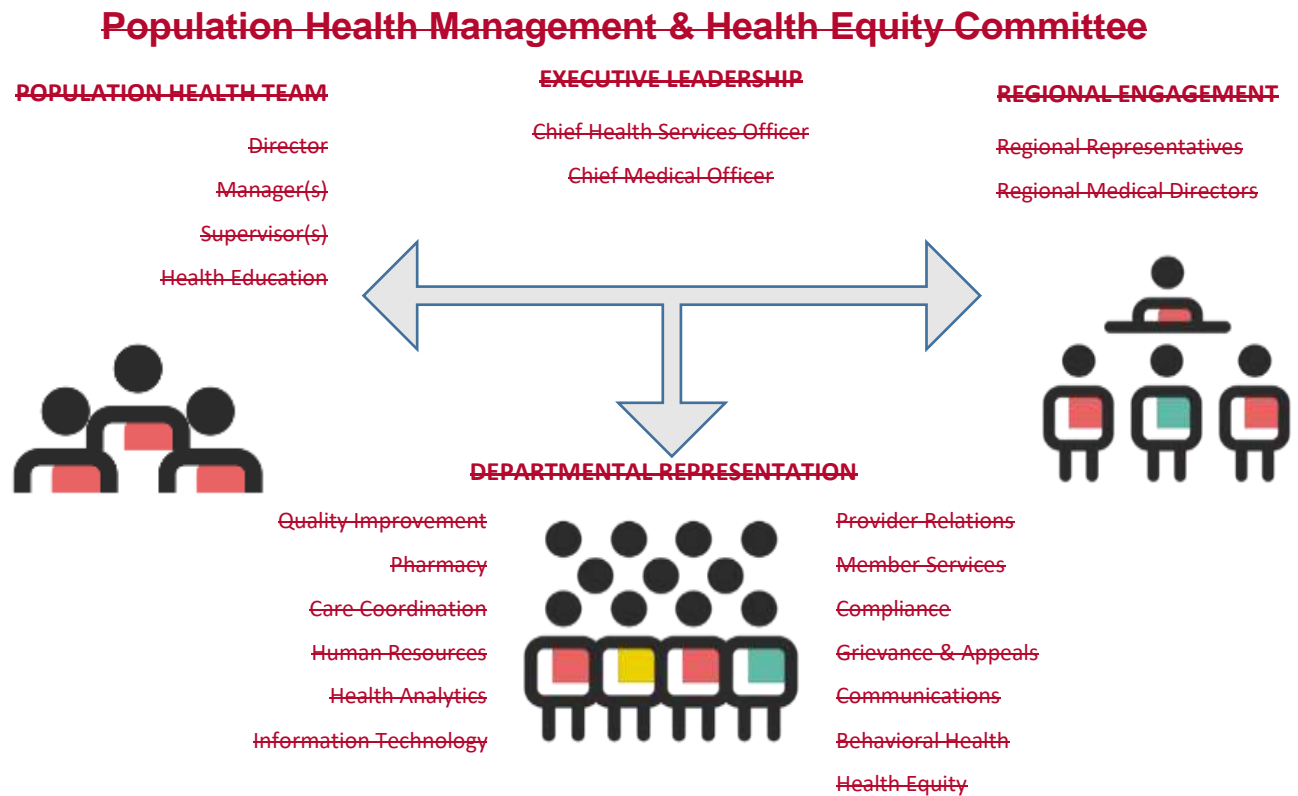 Population Health Management & Health Equity Committee
POPULATION HEALTH TEAM
Director
Manager(s)
Supervisor(s)
Health Education
EXECUTIVE LEADERSHIP
Chief Health Services Officer
Chief Medical Officer
REGIONAL ENGAGEMENT
Regional Representatives
Regional Medical Directors
DEPARTMENTAL REPRESENTATION
Quality Improvement
Pharmacy
Care Coordination
Human Resources
Health Analytics
Information Technology
Provider Relations
Member Services
Compliance
Grievance & Appeals
Communications
Behavioral Health
Health Equity